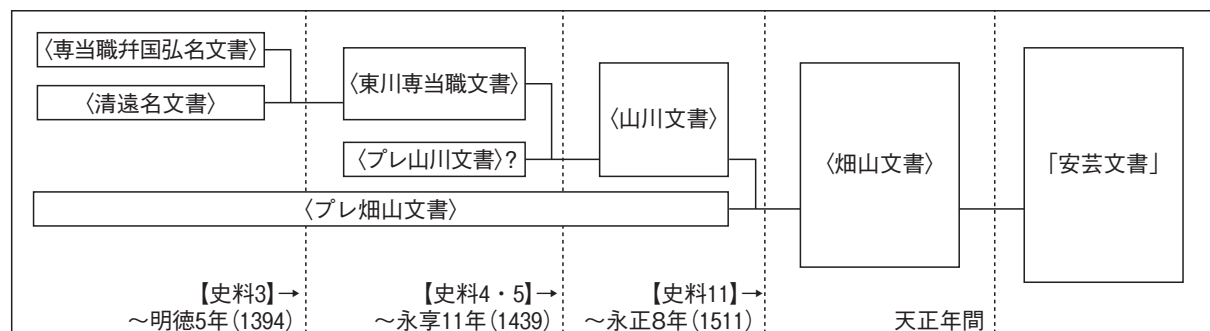 〈専当職幷国弘名文書〉
〈清遠名文書〉
〈東川専当職文書〉
〈プレ山川文書〉?
〈山川文書〉
〈プレ畑山文書〉
〈畑山文書〉
「安芸文書」
【史料3】→
～明徳5年(1394)
【史料4・5】→
～永享11年(1439)
【史料11】→
～永正8年(1511)
天正年間